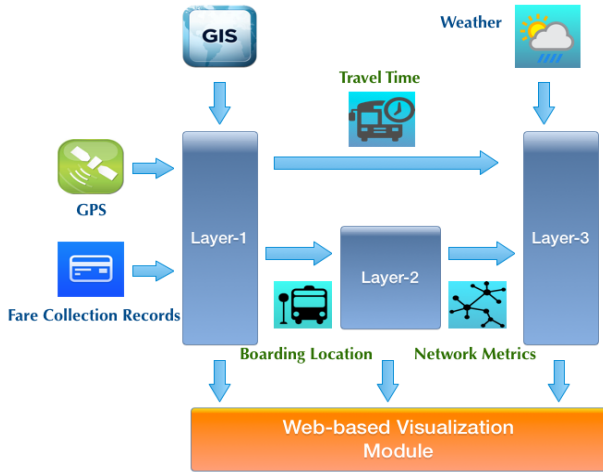 GIS
Weather
Travel Time
GPS
Layer-1
Layer-3
Layer-2
Fare Collection Records
Boarding Location
Network Metrics
Web-based Visualization
Module